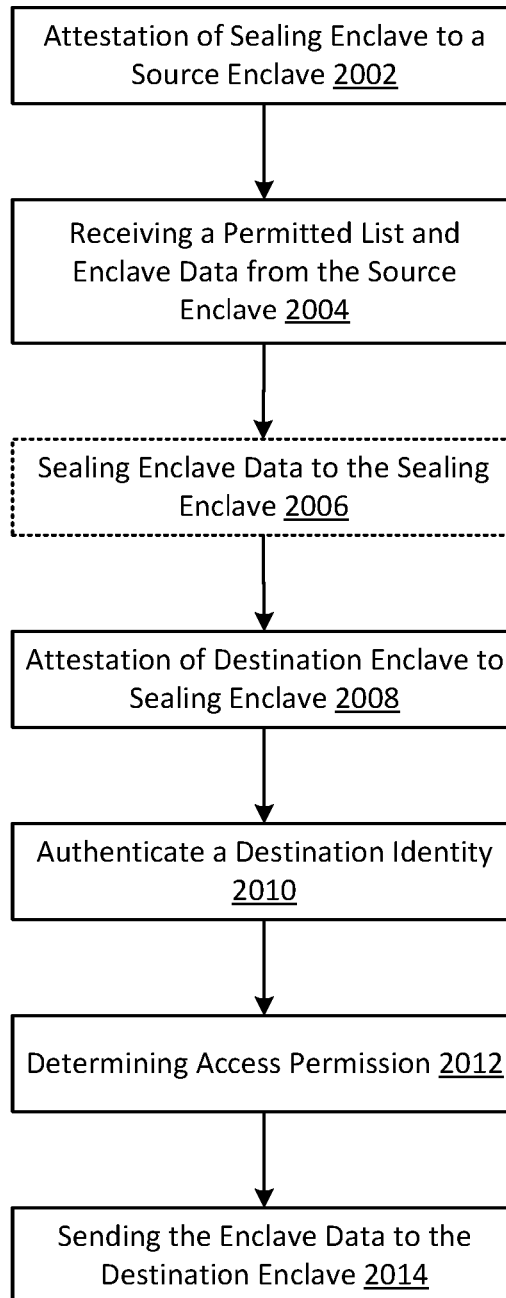 Attestation of Sealing Enclave to a
Source Enclave 2002
Receiving a Permitted List and
Enclave Data from the Source
Enclave 2004
Sealing Enclave Data to the Sealing
Enclave 2006
Attestation of Destination Enclave to
Sealing Enclave 2008
Authenticate a Destination Identity
2010
Determining Access Permission 2012
Sending the Enclave Data to the
Destination Enclave 2014